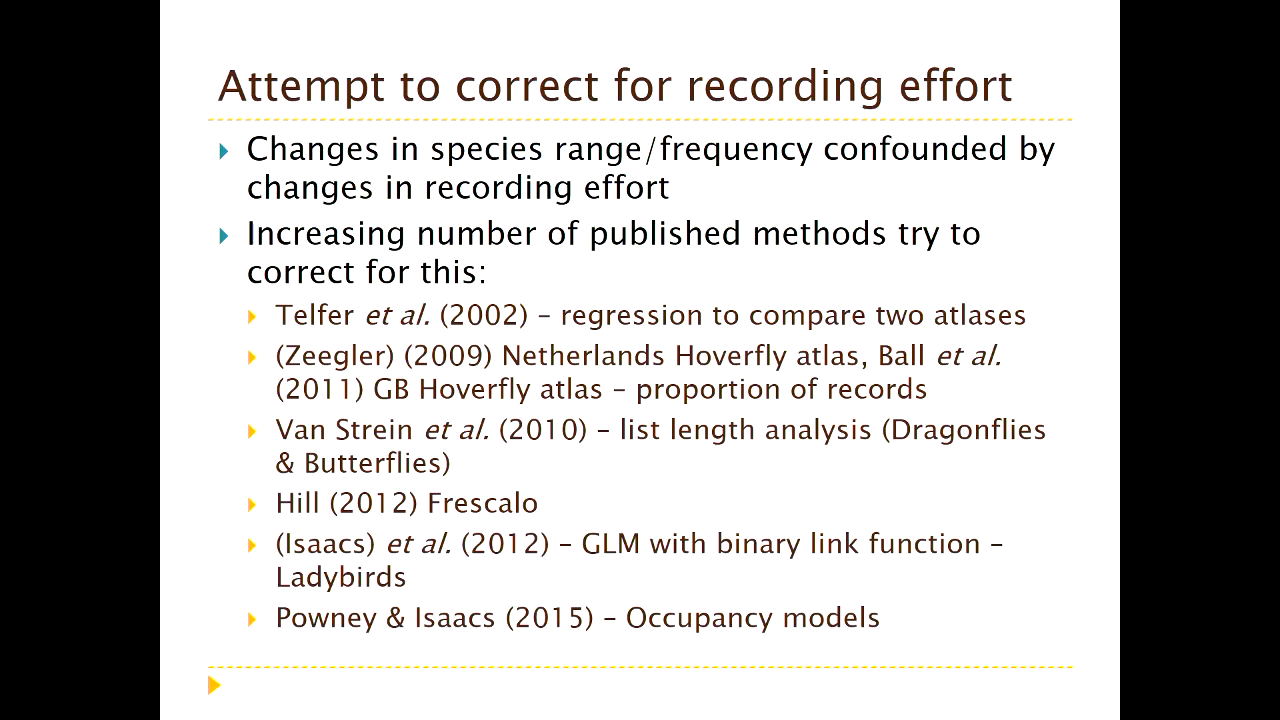 Attempt to correct for recording effort
Changes in species range/frequency confounded by
changes in recording effort
Increasing number of published methods try to
correct for this:
Telfer et al. (2002) – regression to compare two atlases
(Zeegler) (2009) Netherlands Hoverfly atlas, Ball et al.
(2011) GB Hoverfly atlas – proportion of records
Van Strein et al. (2010) – list length analysis (Dragonflies
& Butterflies)
Hill (2012) Frescalo
(Isaacs) et al. (2012) – GLM with binary link function –
Ladybirds
Powney & Isaacs (2015) – Occupancy models